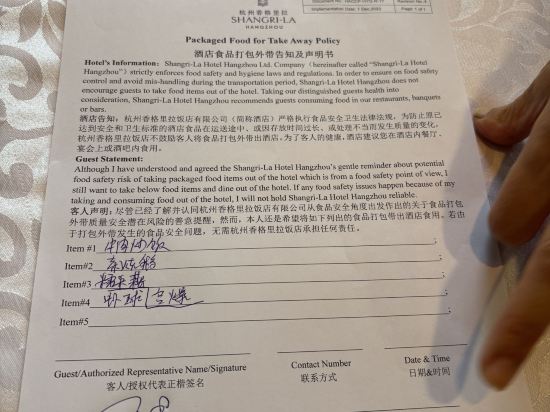 杭州香格里拉
SHANGRI-LA
HANGZHOU
Implementation Date: 1 Dec,2022
Page 1 of 1
Packaged Food for Take Away Policy
酒店食品打包外带告知及声明书
Hotel's Information: Shangri-La Hotel Hangzhou Ltd. Company (hereinafter called "Shangri-La Hotel
Hangzhou") strictly enforces food safety and hygiene laws and regulations. In order to ensure on food safety
control and avoid mis-handling during the transportation period, Shangri-La Hotel Hangzhou does not
encourage guests to take food items out of the hotel. Taking our distinguished guests health into
consideration, Shangri-La Hotel Hangzhou recommends guests consuming food in our restaurants, banquets
or bars.
酒店告知: 杭州香格里拉饭店有限公司（简称酒店）严格执行食品安全卫生法律法规，为防止原已
达到安全和卫生标准的酒店食品在运送途中、或因存放时间过长、或处理不当而发生质量的变化，
杭州香格里拉饭店不鼓励客人将食品打包外带出酒店。为了客人的健康，酒店建议您在酒店内餐厅、
宴会上或酒吧内食用。
Guest Statement:
Although I have understood and agreed the Shangri-La Hotel Hangzhou's gentle reminder about potential
food safety risk of taking packaged food items out of the hotel which is from a food safety point of view, I
still want to take below food items and dine out of the hotel. If any food safety issues happen because of my
taking and consuming food out of the hotel, I will not hold Shangri-La Hotel Hangzhou reliable.
客人声明: 尽管已经了解并认同杭州香格里拉饭店有限公司从食品安全角度出发作出的关于食品打包
外带质量安全潜在风险的善意提醒，然而，本人还是希望将如下列出的食品打包外带出酒店食用。若由
于打包外带发生的食品安全问题，无需杭州香格里拉饭店承担任何责任。
Item #1
Item#2
Item#3
Item#4 虾球
Item#5
Guest/Authorized Representative Name/Signature
客人/授权代表正楷签名
Contact Number
联系方式
Date & Time
日期&时间